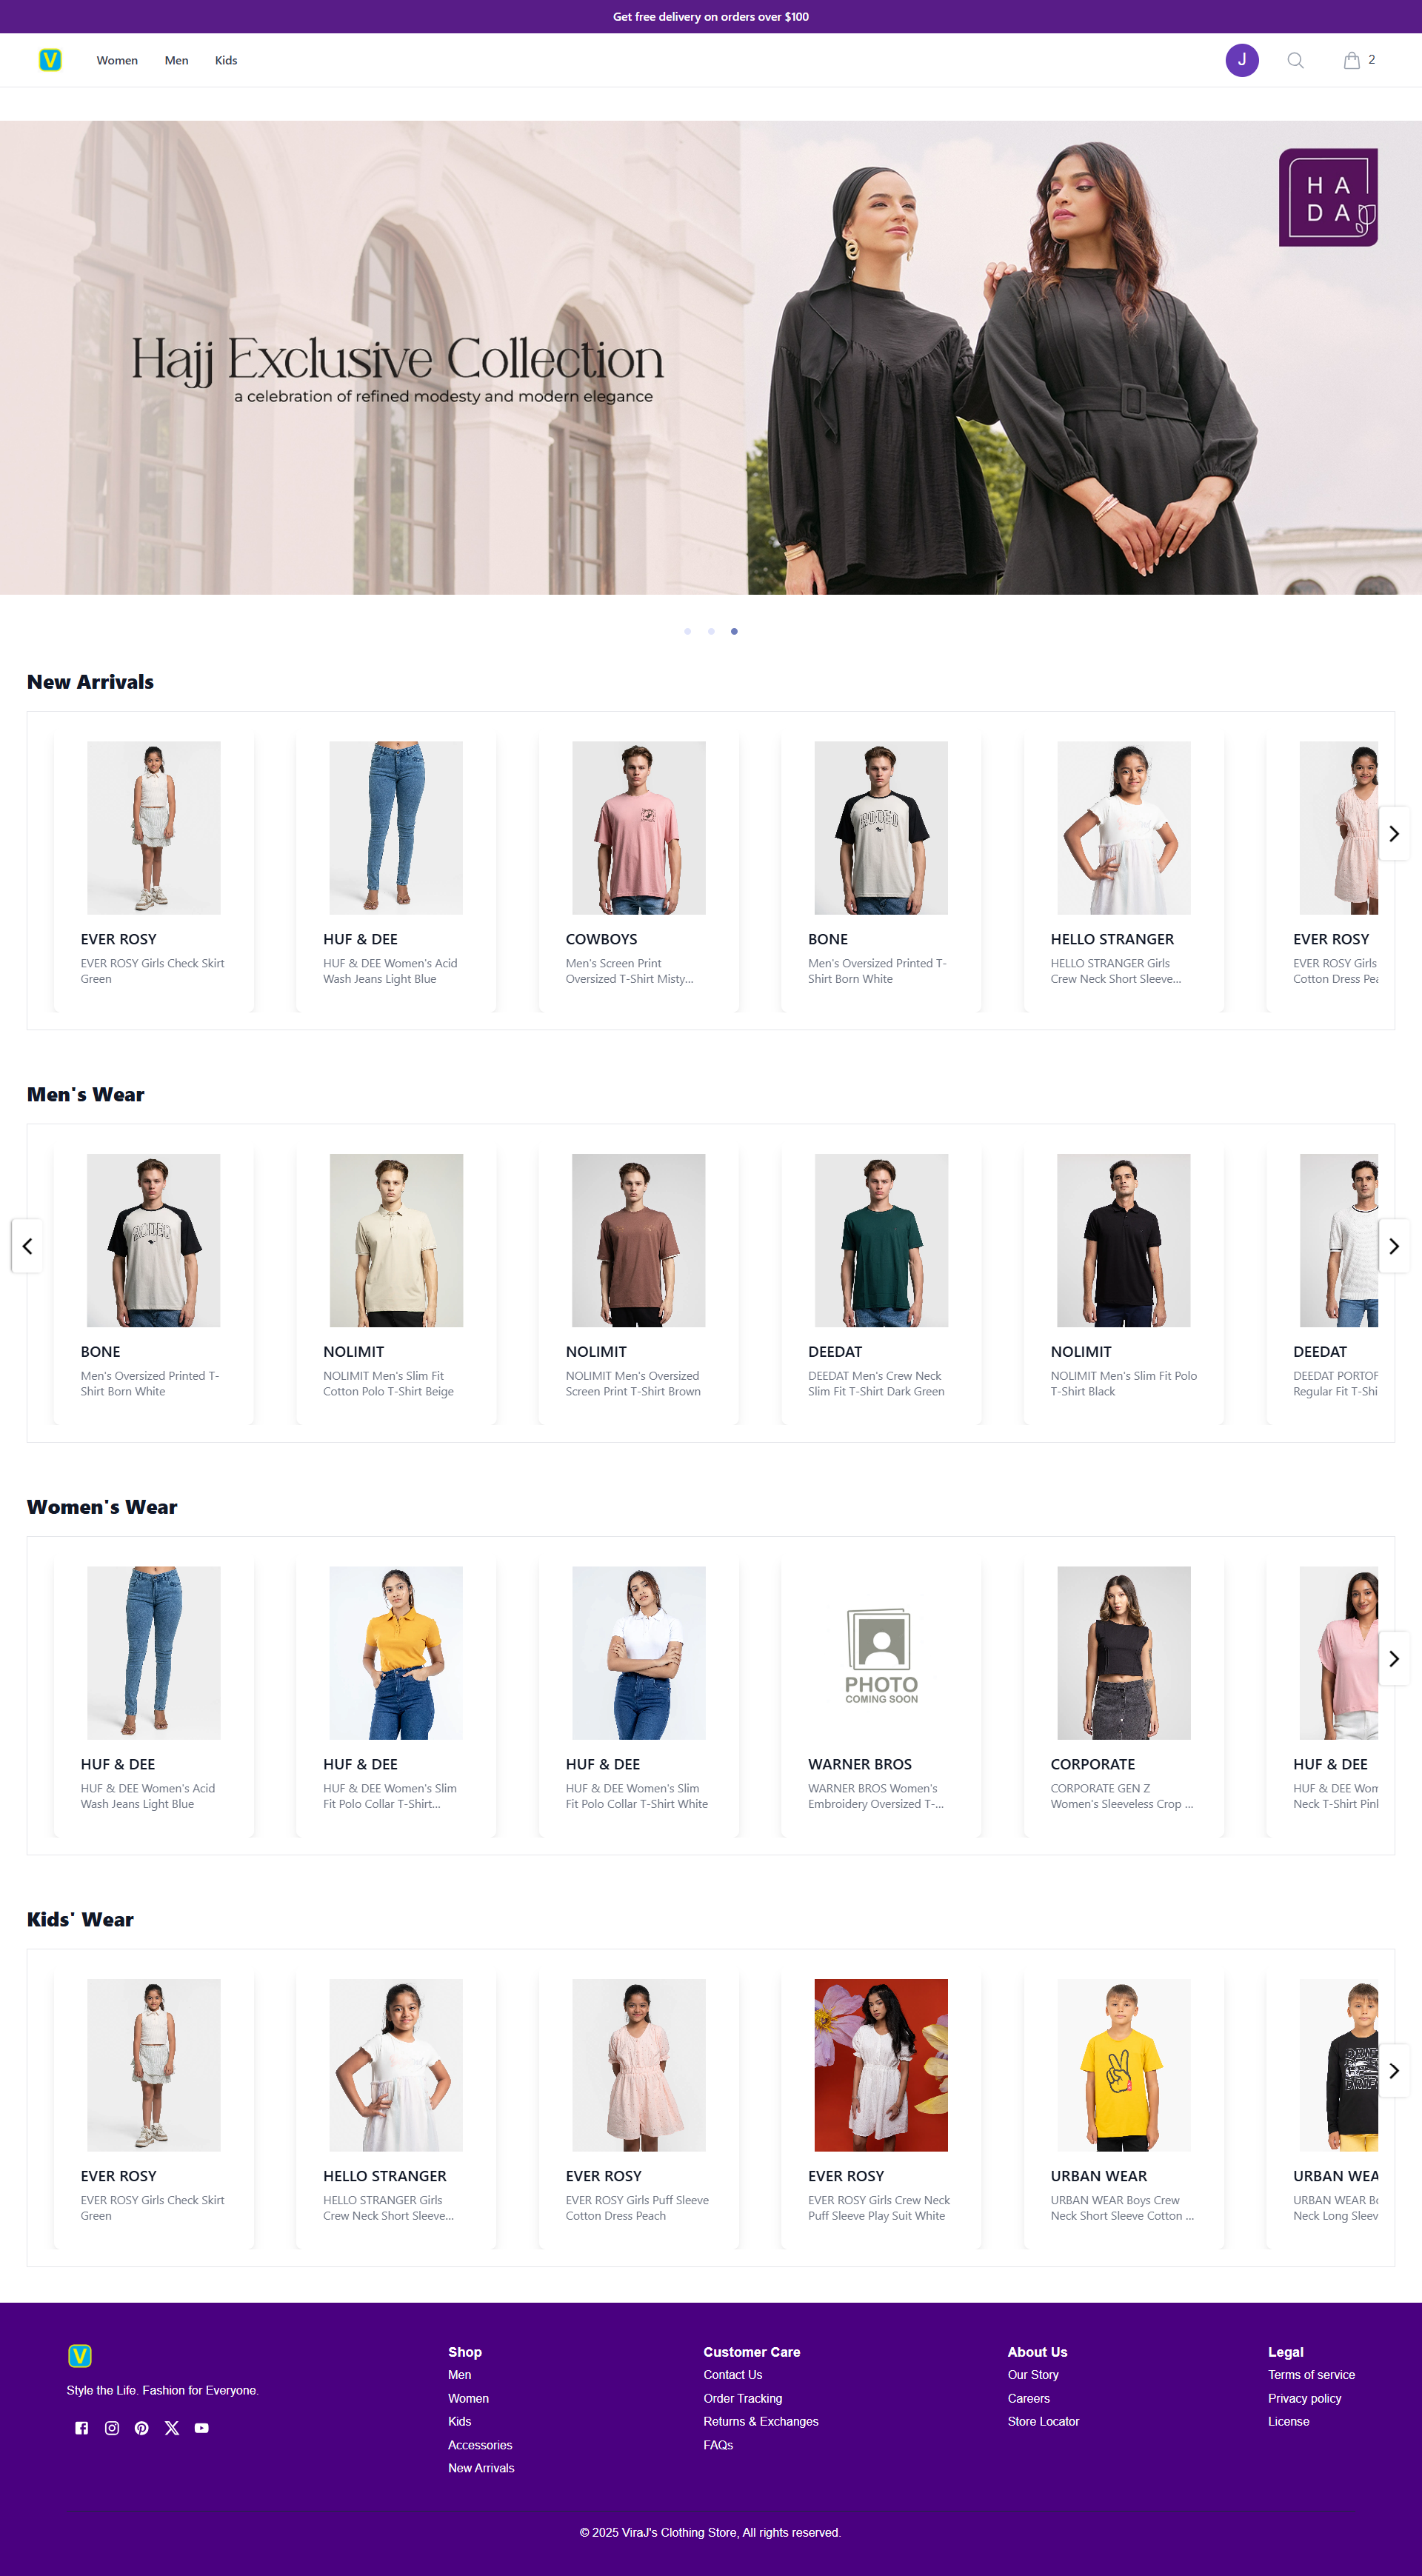 Get free delivery on orders over $100
V
Women
Men
Kids
J
2
H A
D A
Hajj Exclusive Collection
a celebration of refined modesty and modern elegance
New Arrivals
EVER ROSY
EVER ROSY Girls Check Skirt
Green
HUF & DEE
HUF & DEE Women's Acid
Wash Jeans Light Blue
COWBOYS
Men's Screen Print
Oversized T-Shirt Misty...
RODEO
BONE
Men's Oversized Printed T-
Shirt Born White
HELLO STRANGER
HELLO STRANGER Girls
Crew Neck Short Sleeve...
EVER ROSY
EVER ROSY Girls
Cotton Dress Pea
Men's Wear
RODEO
BONE
Men's Oversized Printed T-
Shirt Born White
NOLIMIT
NOLIMIT Men's Slim Fit
Cotton Polo T-Shirt Beige
NOLIMIT
NOLIMIT Men's Oversized
Screen Print T-Shirt Brown
DEEDAT
DEEDAT Men's Crew Neck
Slim Fit T-Shirt Dark Green
NOLIMIT
NOLIMIT Men's Slim Fit Polo
T-Shirt Black
DEEDAT
DEEDAT PORTOF
Regular Fit T-Shi
Women's Wear
HUF & DEE
HUF & DEE Women's Acid
Wash Jeans Light Blue
HUF & DEE
HUF & DEE Women's Slim
Fit Polo Collar T-Shirt...
HUF & DEE
HUF & DEE Women's Slim
Fit Polo Collar T-Shirt White
PHOTO
COMING SOON
WARNER BROS
WARNER BROS Women's
Embroidery Oversized T-...
CORPORATE
CORPORATE GEN Z
Women's Sleeveless Crop ...
HUF & DEE
HUF & DEE Wom
Neck T-Shirt Pink
Kids' Wear
EVER ROSY
EVER ROSY Girls Check Skirt
Green
HELLO STRANGER
HELLO STRANGER Girls
Crew Neck Short Sleeve...
EVER ROSY
EVER ROSY Girls Puff Sleeve
Cotton Dress Peach
EVER ROSY
EVER ROSY Girls Crew Neck
Puff Sleeve Play Suit White
URBAN WEAR
URBAN WEAR Boys Crew
Neck Short Sleeve Cotton ...
URBAN WEA
URBAN WEAR Bo
Neck Long Sleev
V
Style the Life. Fashion for Everyone.
Shop
Men
Women
Kids
Accessories
New Arrivals
Customer Care
Contact Us
Order Tracking
Returns & Exchanges
FAQs
About Us
Our Story
Careers
Store Locator
Legal
Terms of service
Privacy policy
License
© 2025 ViraJ's Clothing Store, All rights reserved.